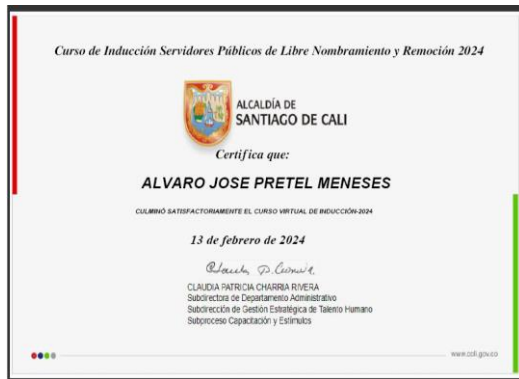 Curso de Inducción Servidores Públicos de Libre Nombramiento y Remoción 2024
ALCALDÍA DE
SANTIAGO DE CALI
Certifica que:
ALVARO JOSE PRETEL MENESES
CULMINÓ SATISFACTORIAMENTE EL CURSO VIRTUAL DE INDUCCIÓN-2024
13 de febrero de 2024
CLAUDIA PATRICIA CHARRIA RIVERA
Subdirectora de Departamento Administrativo
Subdirección de Gestión Estratégica de Talento Humano
Subproceso Capacitación y Estímulos
www.cali.gov.co